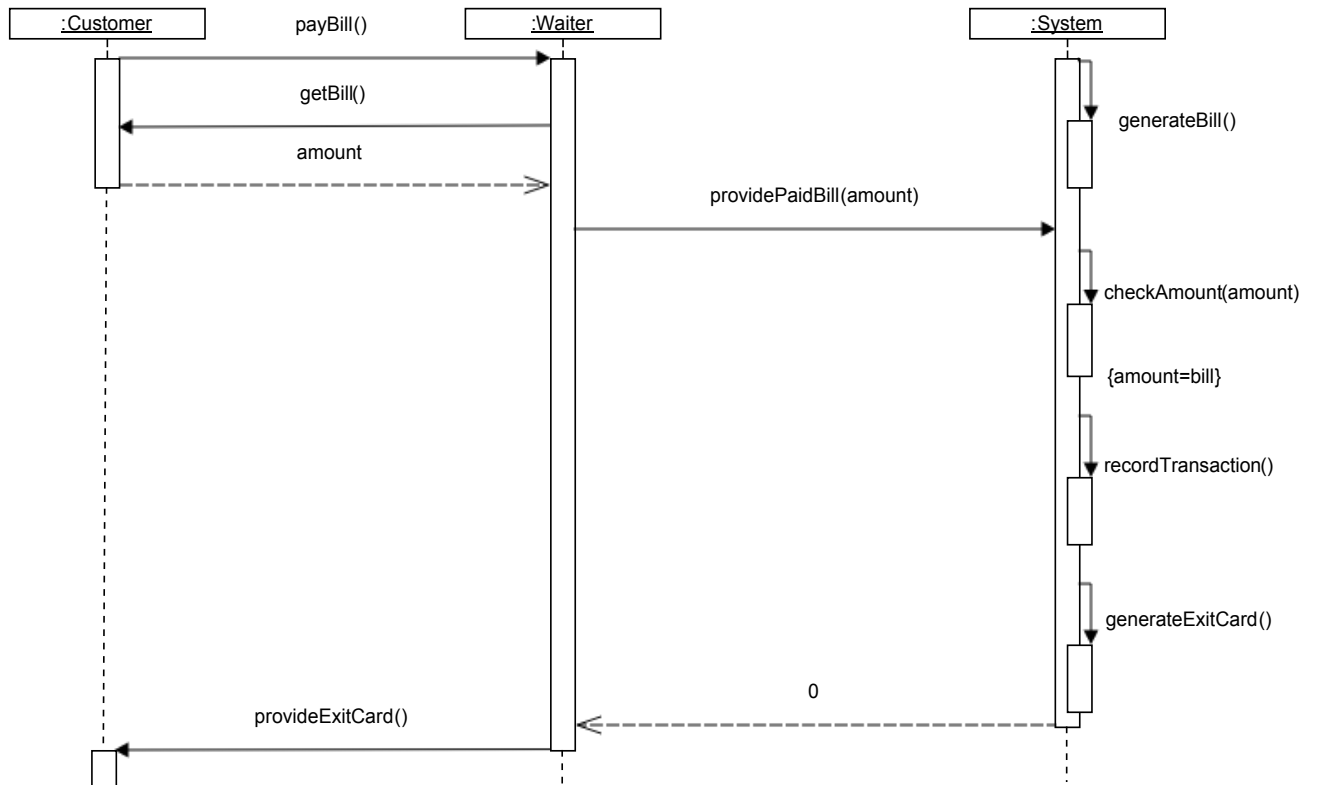 :Customer
payBill()
:Waiter
:System
getBill()
generateBill()
amount
providePaidBill(amount)
checkAmount(amount)
{amount=bill}
recordTransaction()
generateExitCard()
0
provideExitCard()